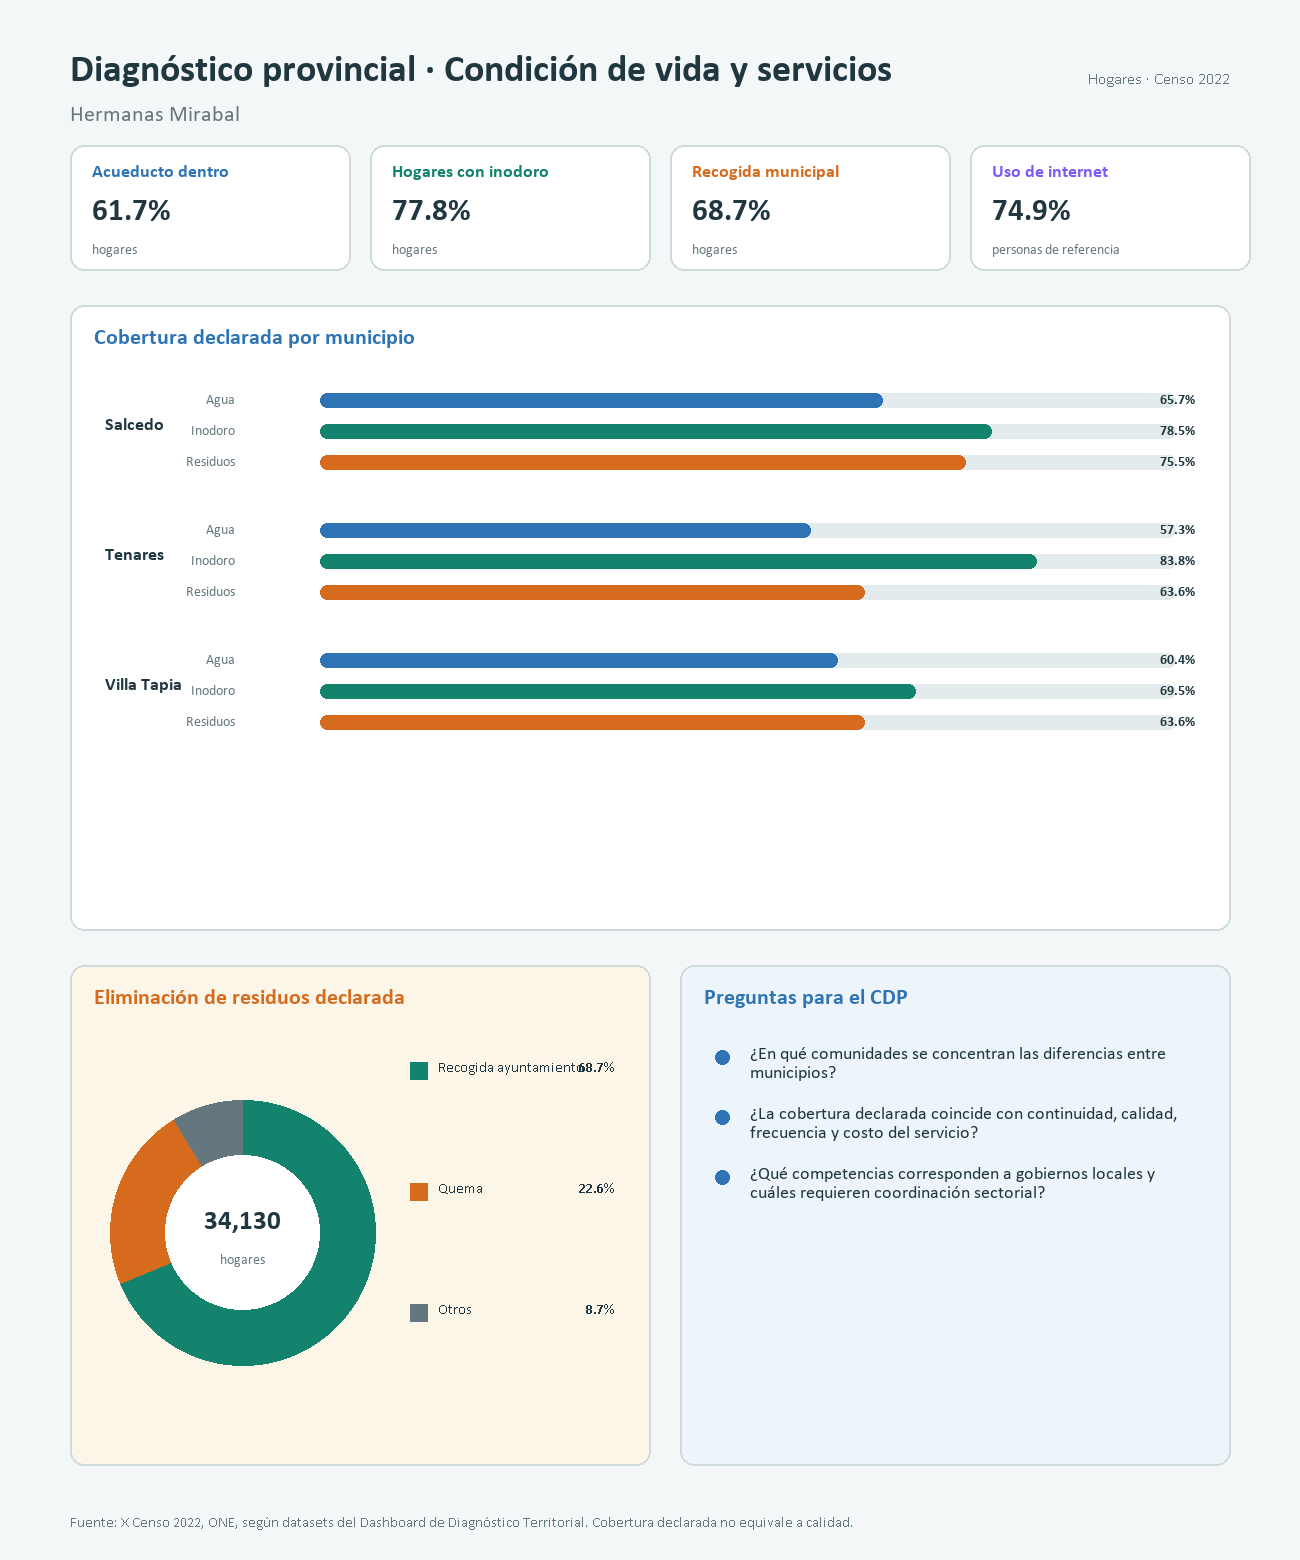 Diagnóstico provincial · Condición de vida y servicios
Hogares · Censo 2022
Hermanas Mirabal
Acueducto dentro
61.7%
hogares
Hogares con inodoro
77.8%
hogares
Recogida municipal
68.7%
hogares
Uso de internet
74.9%
personas de referencia
Cobertura declarada por municipio
Salcedo
Agua
65.7%
Inodoro
78.5%
Residuos
75.5%
Tenares
Agua
57.3%
Inodoro
83.8%
Residuos
63.6%
Villa Tapia
Agua
60.4%
Inodoro
69.5%
Residuos
63.6%
Eliminación de residuos declarada
Recogida ayuntamiento 68.7%
Quema 22.6%
Otros 8.7%
34,130
hogares
Preguntas para el CDP
¿En qué comunidades se concentran las diferencias entre
municipios?
¿La cobertura declarada coincide con continuidad, calidad,
frecuencia y costo del servicio?
¿Qué competencias corresponden a gobiernos locales y
cuáles requieren coordinación sectorial?
Fuente: X Censo 2022, ONE, según datasets del Dashboard de Diagnóstico Territorial. Cobertura declarada no equivale a calidad.